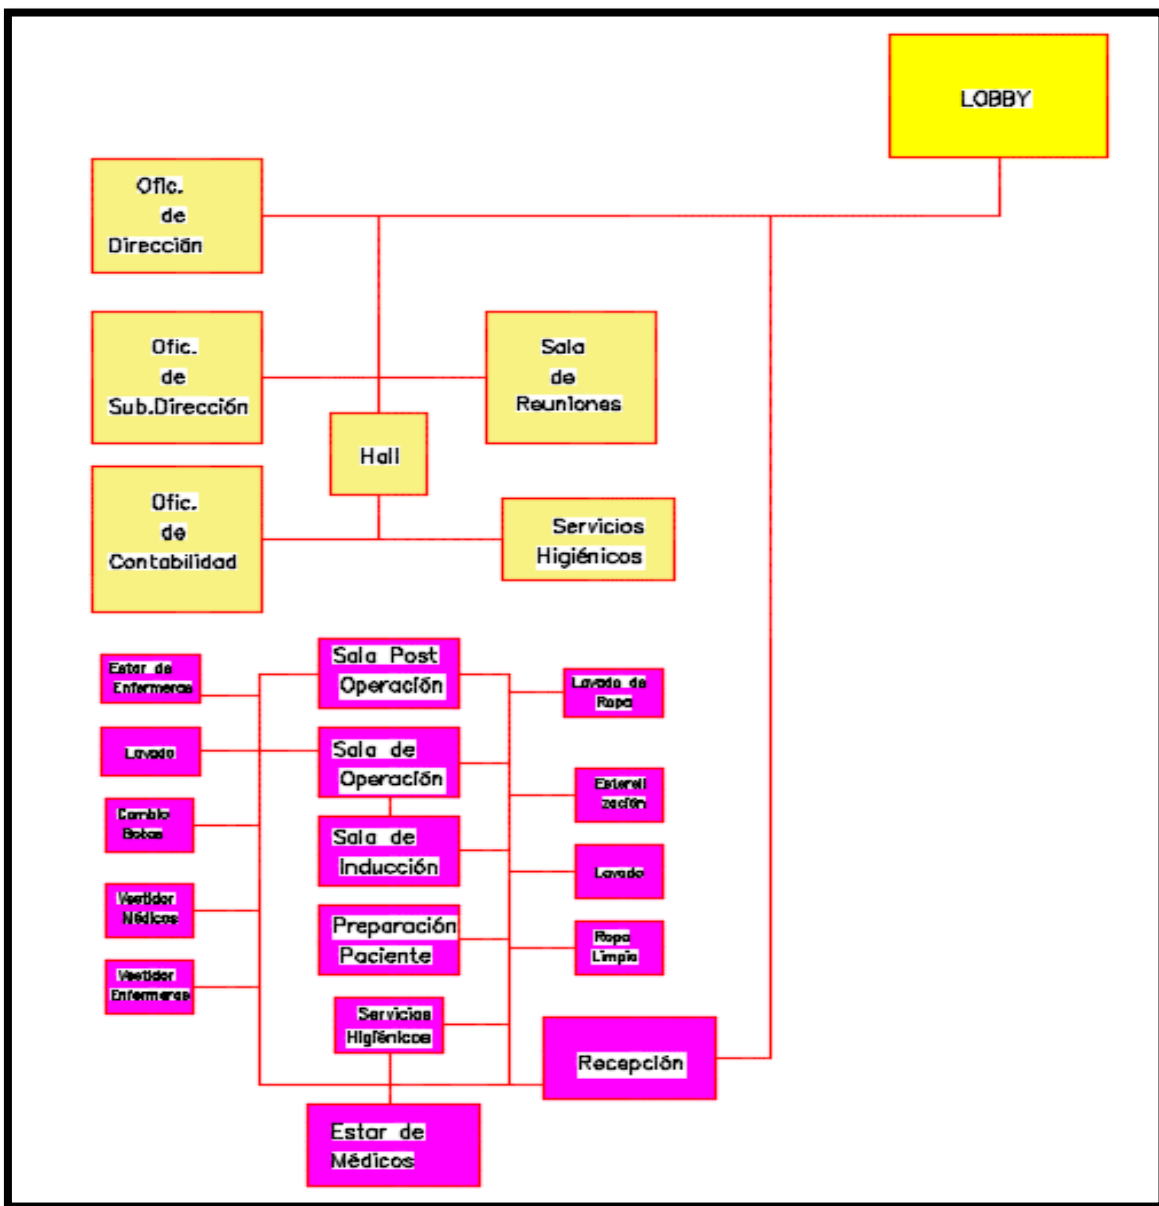 LOBBY
Ofic.
de
Dirección
Ofic.
de
Sub.Dirección
Sala
de
Reuniones
Hall
Ofic.
de
Contabilidad
Servicios
Higiénicos
Estar de
Enfermeras
Sala Post
Operación
Lavado de
Ropa
Lavado
Sala de
Operación
Estereli
zación
Cambio
Botas
Sala de
Inducción
Lavado
Vestidor
Médicos
Preparación
Paciente
Ropa
Limpia
Vestidor
Enfermeras
Servicios
Higiénicos
Recepción
Estar de
Médicos